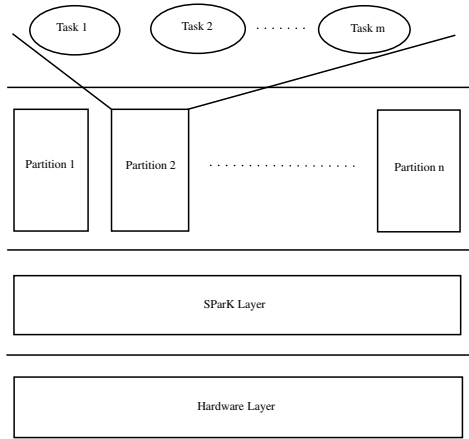 Task 1
Task 2
. . . . . . .
Task m
Partition 1
Partition 2
. . . . . . . . . . . . . . . . . . .
Partition n
SParK Layer
Hardware Layer